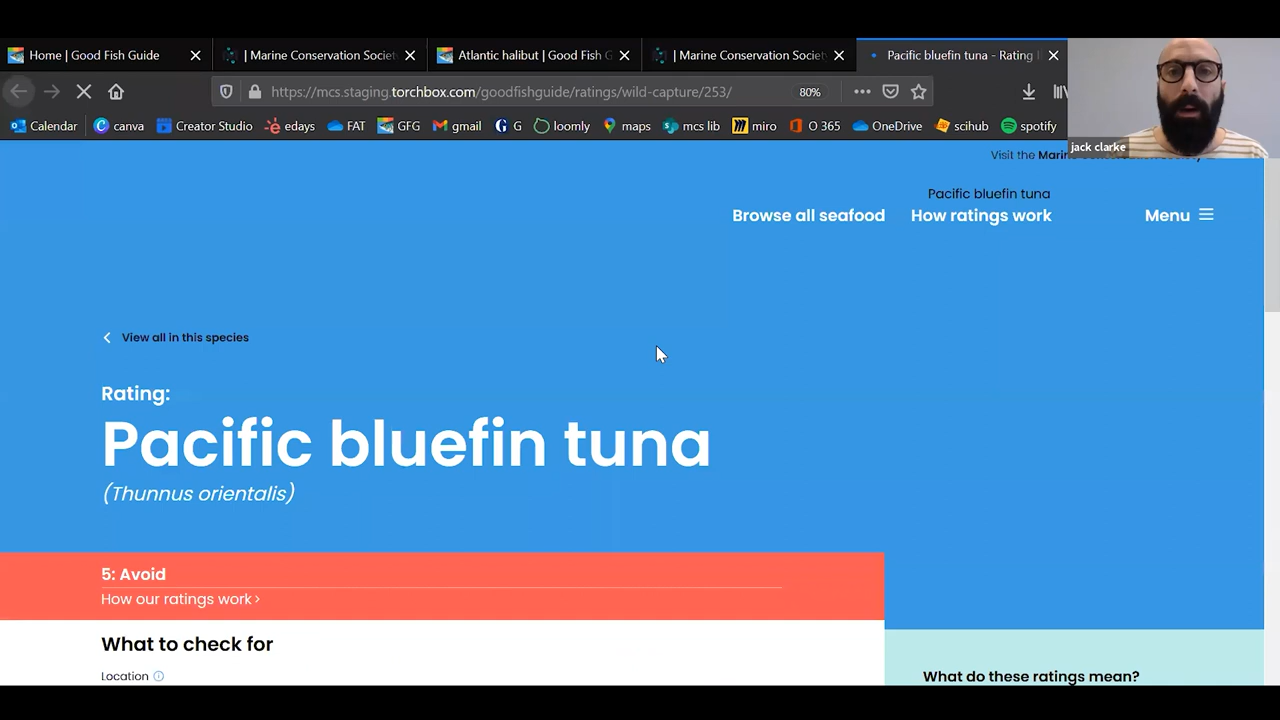 Home | Good Fish Guide
| Marine Conservation Society
Atlantic halibut | Good Fish G
| Marine Conservation Society
Pacific bluefin tuna - Rating
https://mcs.staging.torchbox.com/goodfishguide/ratings/wild-capture/253/
80%
Calendar
canva
Creator Studio
edays
FAT
GFG
gmail
G
loomly
maps
mcs lib
miro
O 365
OneDrive
scihub
spotify
jack clarke
Visit the
Pacific bluefin tuna
Browse all seafood
How ratings work
Menu
View all in this species
Rating:
Pacific bluefin tuna
(Thunnus orientalis)
5: Avoid
How our ratings work >
What to check for
Location
What do these ratings mean?